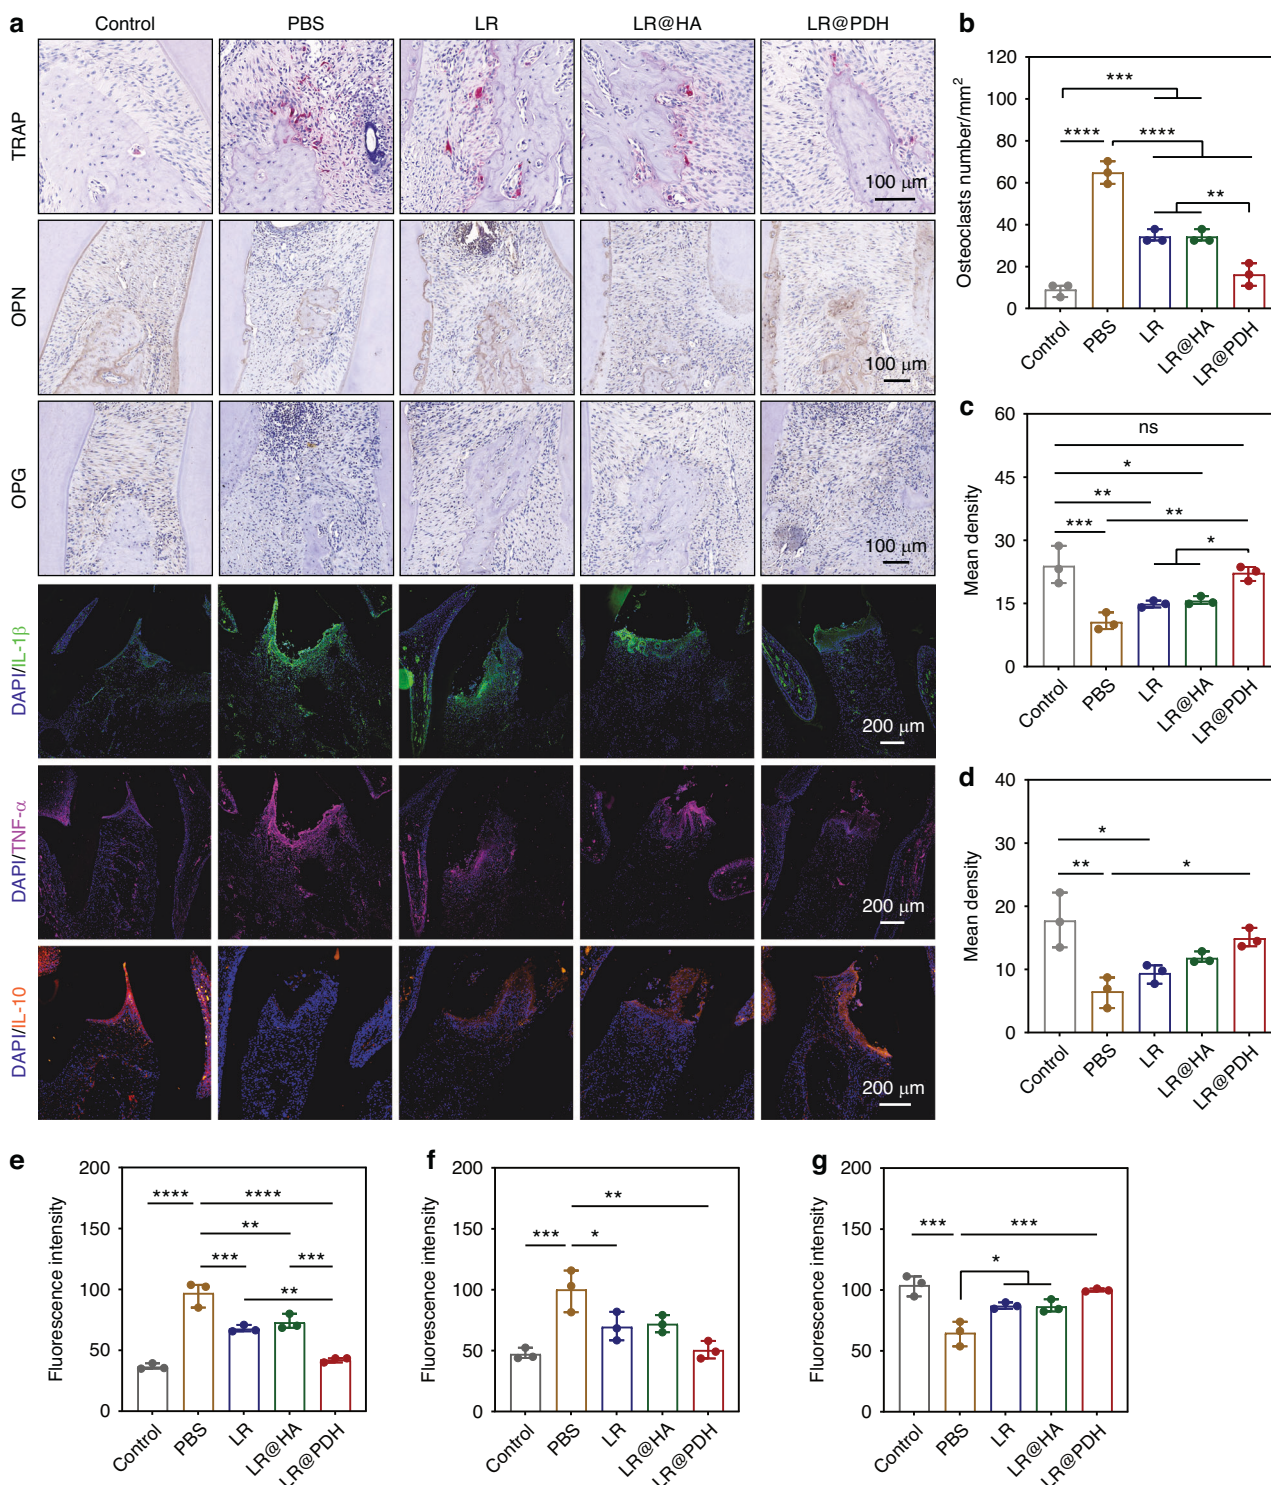 a
Control PBS LR LR@HA LR@PDH
TRAP
100 μm
OPN
100 μm
OPG
100 μm
DAPI/IL-1β
200 μm
DAPI/TNF-α
200 μm
DAPI/IL-10
200 μm
b
Osteoclasts number/mm²
120
100
80
60
40
20
0
***
**** ****
**
Control PBS LR LR@HA LR@PDH
c
Mean density
60
45
30
15
0
ns
*
**
*** **
*
Control PBS LR LR@HA LR@PDH
d
Mean density
40
30
20
10
0
*
** *
Control PBS LR LR@HA LR@PDH
e
Fluorescence intensity
200
150
100
50
0
**** ****
**
*** ***
**
Control PBS LR LR@HA LR@PDH
f
Fluorescence intensity
200
150
100
50
0
**
*** *
Control PBS LR LR@HA LR@PDH
g
Fluorescence intensity
200
150
100
50
0
*** ***
*
Control PBS LR LR@HA LR@PDH